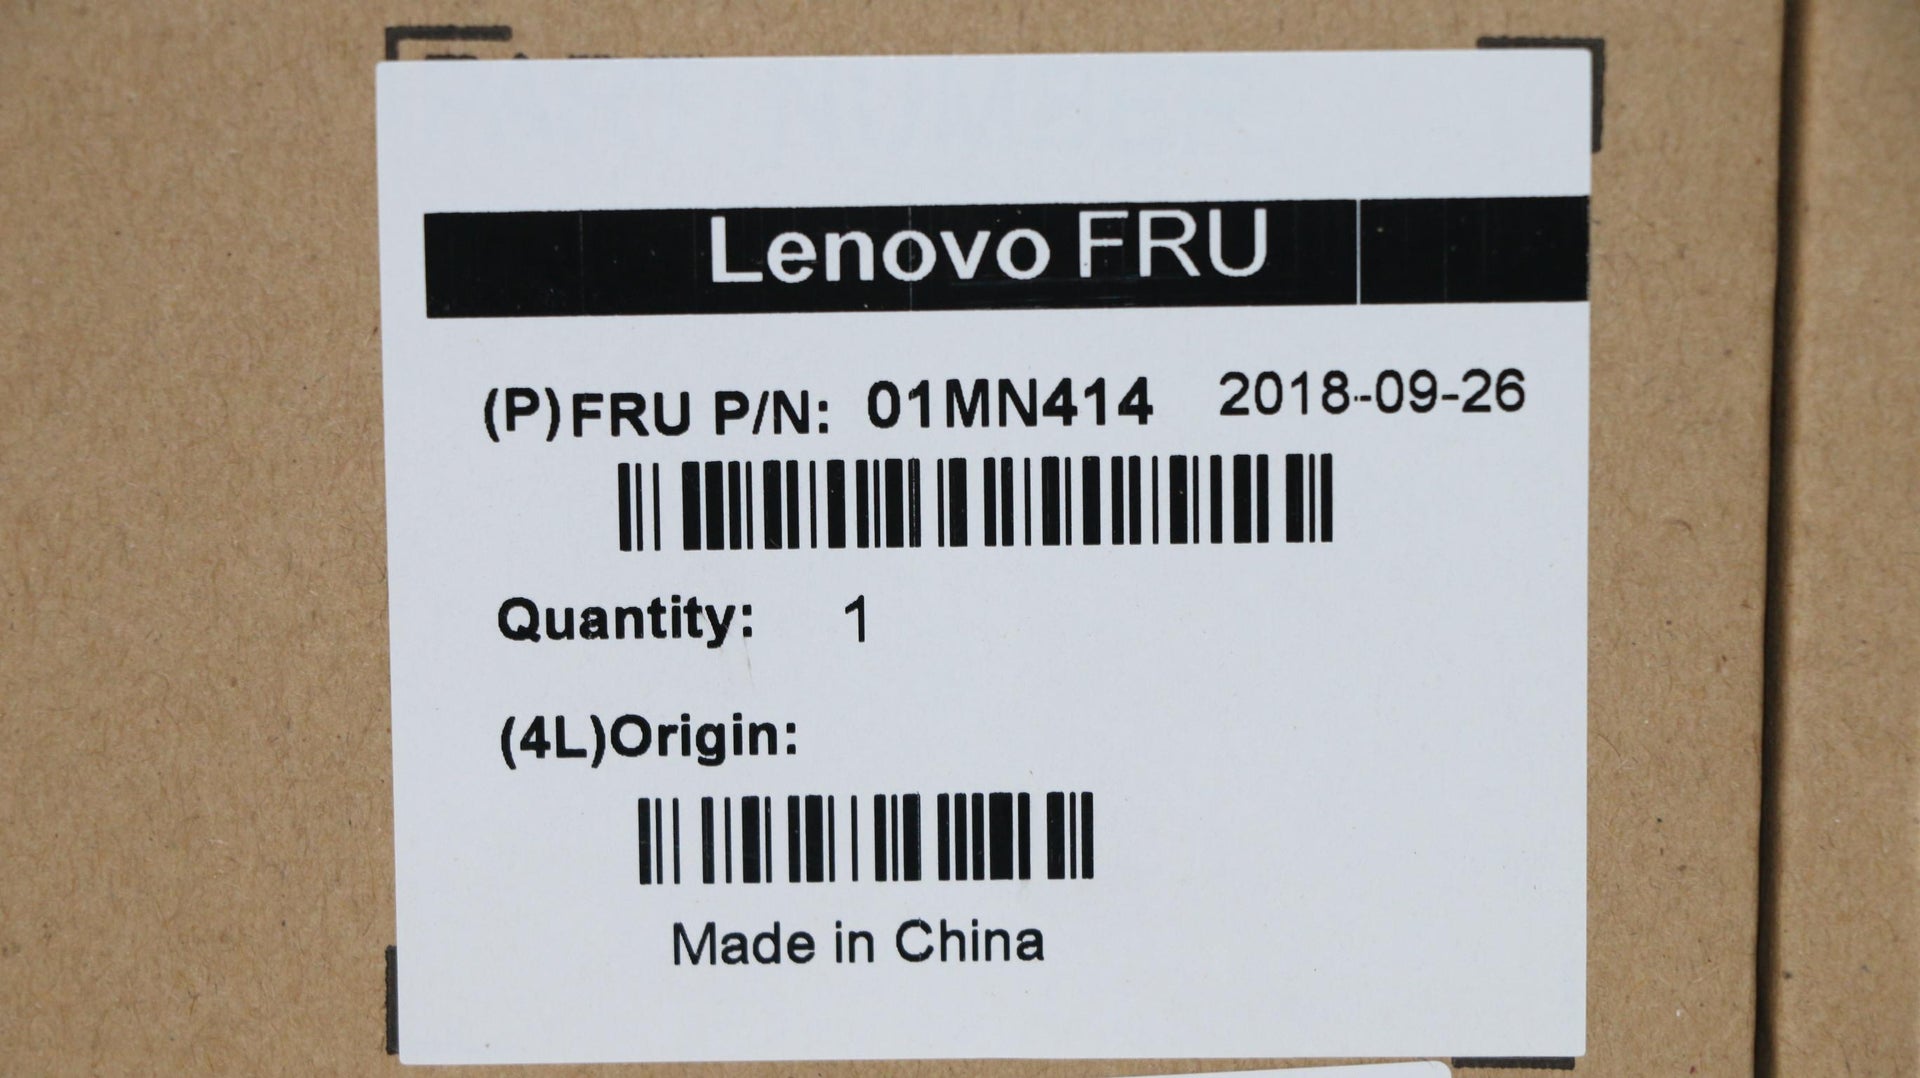 Lenovo FRU
(P)FRU P/N: 01MN414 2018-09-26
Quantity: 1
(4L)Origin:
Made in China